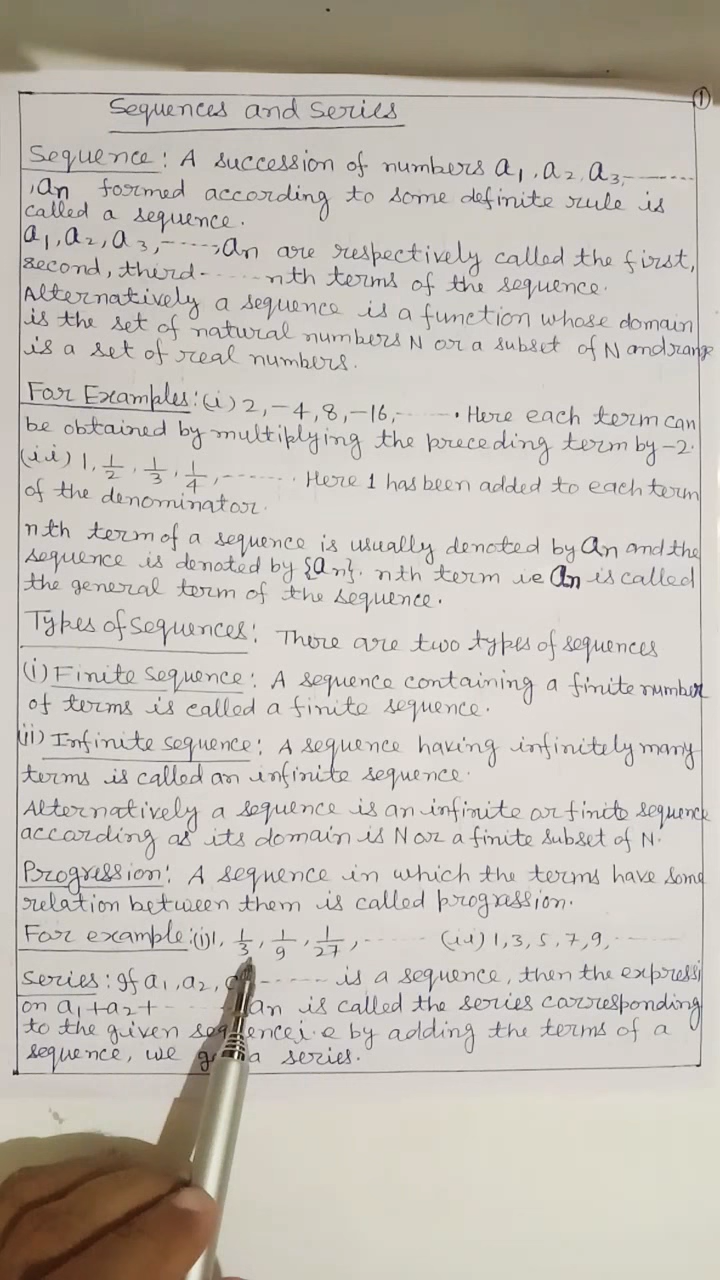 ①
Sequences and Series
Sequence: A succession of numbers a₁, a₂, a₃, -------
, an formed according to some definite rule is
called a sequence.
a₁, a₂, a₃, -----, an are respectively called the first,
second, third ------ nth terms of the sequence.
Alternatively a sequence is a function whose domain
is the set of natural numbers N or a subset of N and range
is a set of real numbers.
For Examples: (i) 2, -4, 8, -16, ------. Here each term can
be obtained by multiplying the preceding term by -2.
(ii) 1, 1/2, 1/3, 1/4, ------. Here 1 has been added to each term
of the denominator.
nth term of a sequence is usually denoted by an and the
sequence is denoted by {an}. nth term ie an is called
the general term of the sequence.
Types of Sequences: There are two types of sequences
(i) Finite Sequence: A sequence containing a finite number
of terms is called a finite sequence.
(ii) Infinite sequence: A sequence having infinitely many
terms is called an infinite sequence.
Alternatively a sequence is an infinite or finite sequence
according as its domain is N or a finite subset of N.
Progression: A sequence in which the terms have some
relation between them is called progression.
For example: (i) 1, 1/3, 1/9, 1/27, ------ (ii) 1, 3, 5, 7, 9, ------
Series: If a₁, a₂, ------ is a sequence, then the expressi
on a₁+a₂+ ------ an is called the series corresponding
to the given sequence i.e by adding the terms of a
sequence, we a series.